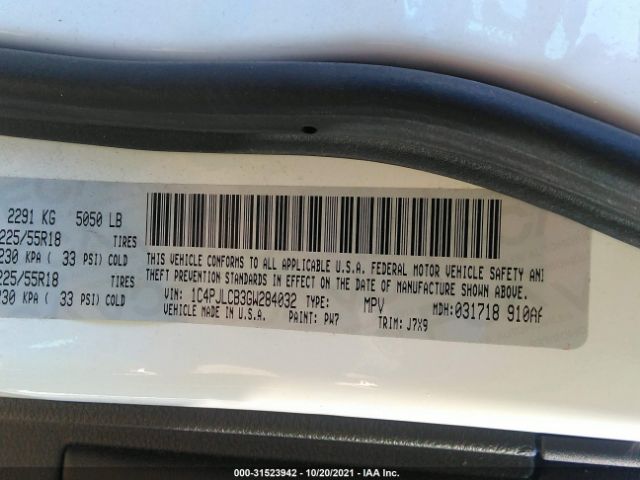 2291 KG 5050 LB
225/55R18 TIRES
230 KPA ( 33 PSI) COLD
225/55R18 TIRES
230 KPA ( 33 PSI) COLD
THIS VEHICLE CONFORMS TO ALL APPLICABLE U.S.A. FEDERAL MOTOR VEHICLE SAFETY AN
THEFT PREVENTION STANDARDS IN EFFECT ON THE DATE OF MANUFACTURE SHOWN ABOVE.
VIN: 1C4PJLCB3GW284032 TYPE: MPV MDH: 031718 910A
VEHICLE MADE IN U.S.A. PAINT: PW7 TRIM: J7X9
000-31523942 - 10/20/2021 - IAA Inc.